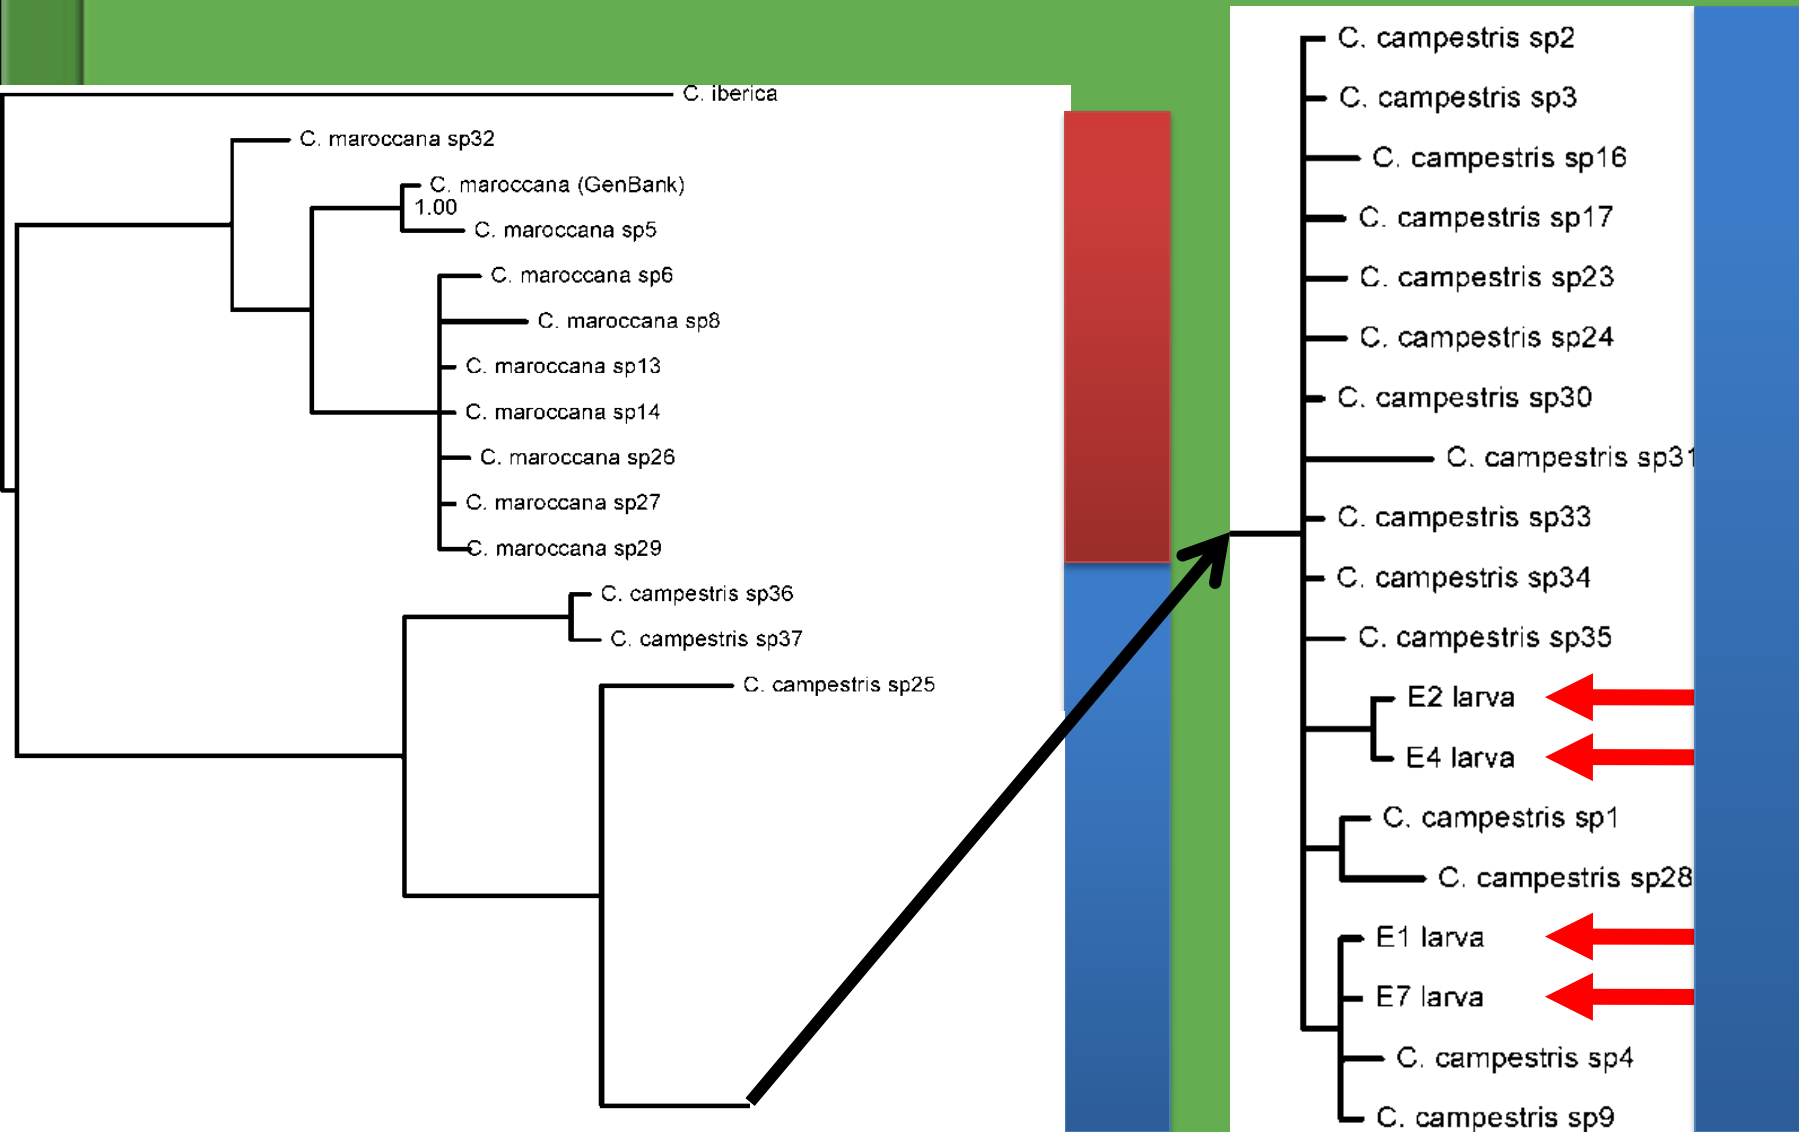 C. iberica
C. maroccana sp32
C. maroccana (GenBank)
1.00
C. maroccana sp5
C. maroccana sp6
C. maroccana sp8
C. maroccana sp13
C. maroccana sp14
C. maroccana sp26
C. maroccana sp27
C. maroccana sp29
C. campestris sp36
C. campestris sp37
C. campestris sp25
C. campestris sp2
C. campestris sp3
C. campestris sp16
C. campestris sp17
C. campestris sp23
C. campestris sp24
C. campestris sp30
C. campestris sp31
C. campestris sp33
C. campestris sp34
C. campestris sp35
E2 larva
E4 larva
C. campestris sp1
C. campestris sp28
E1 larva
E7 larva
C. campestris sp4
C. campestris sp9